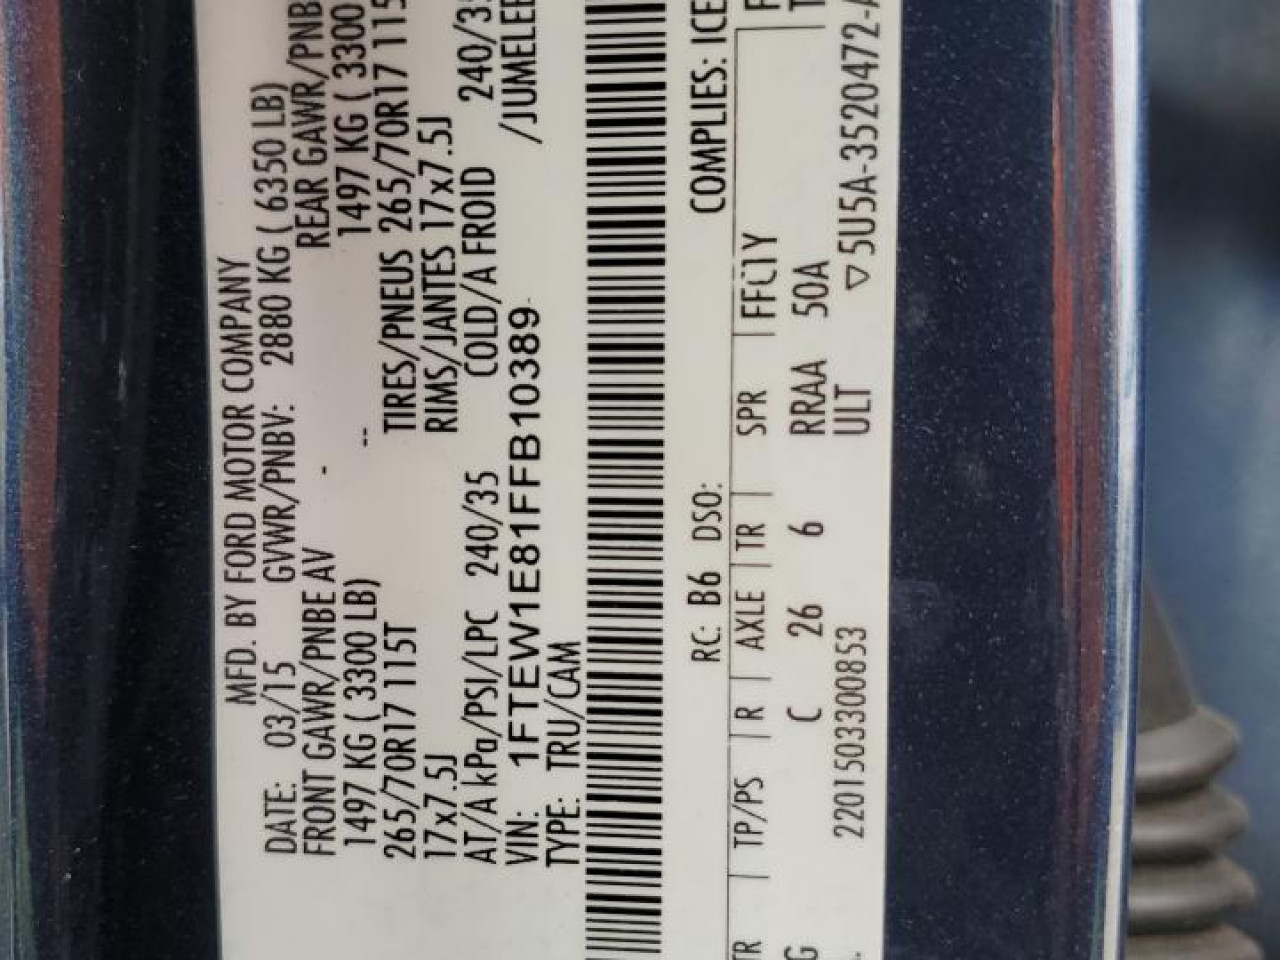 MFD. BY FORD MOTOR COMPANY
DATE: 03/15 GVWR/PNBV: 2880 KG ( 6350 LB)
FRONT GAWR/PNBE AV - REAR GAWR/PNB
1497 KG ( 3300 LB) -- 1497 KG ( 3300
265/70R17 115T TIRES/PNEUS 265/70R17 115
17x7.5J RIMS/JANTES 17x7.5J
AT/A kPa/PSI/LPC 240/35 COLD/A FROID 240/3
VIN: 1FTEW1E81FFB10389 /JUMELE
TYPE: TRU/CAM
RC: B6 DSO: COMPLIES: ICE
TR | TP/PS | R | AXLE | TR | SPR |
G C 26 6 RRAA 50A
2201503300853 ULT ▽5U5A-3520472-A